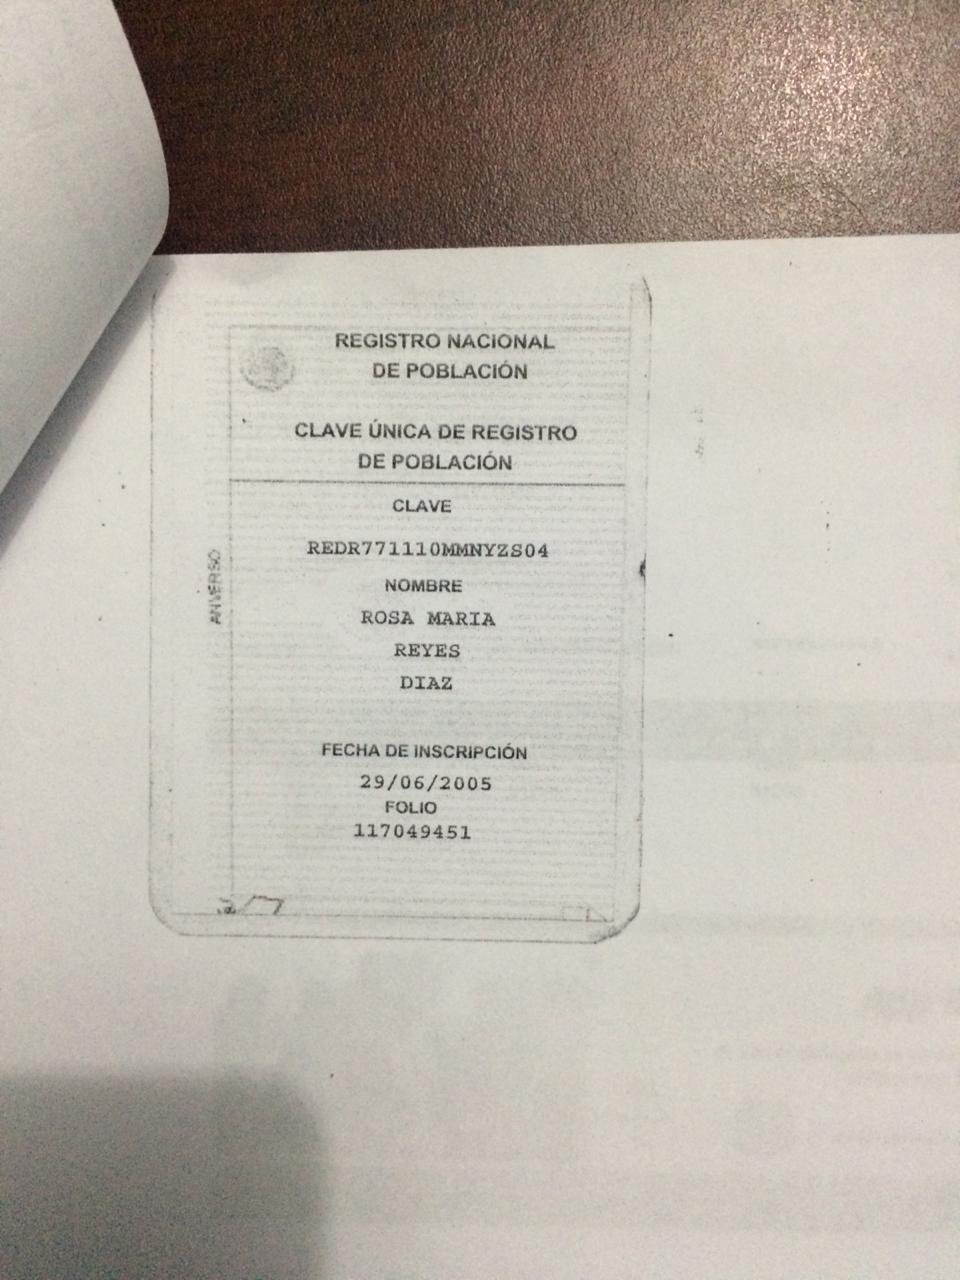 REGISTRO NACIONAL
DE POBLACIÓN
CLAVE ÚNICA DE REGISTRO
DE POBLACIÓN
CLAVE
REDR771110MMNYZS04
NOMBRE
ROSA MARIA
REYES
DIAZ
FECHA DE INSCRIPCIÓN
29/06/2005
FOLIO
117049451
ANVERSO